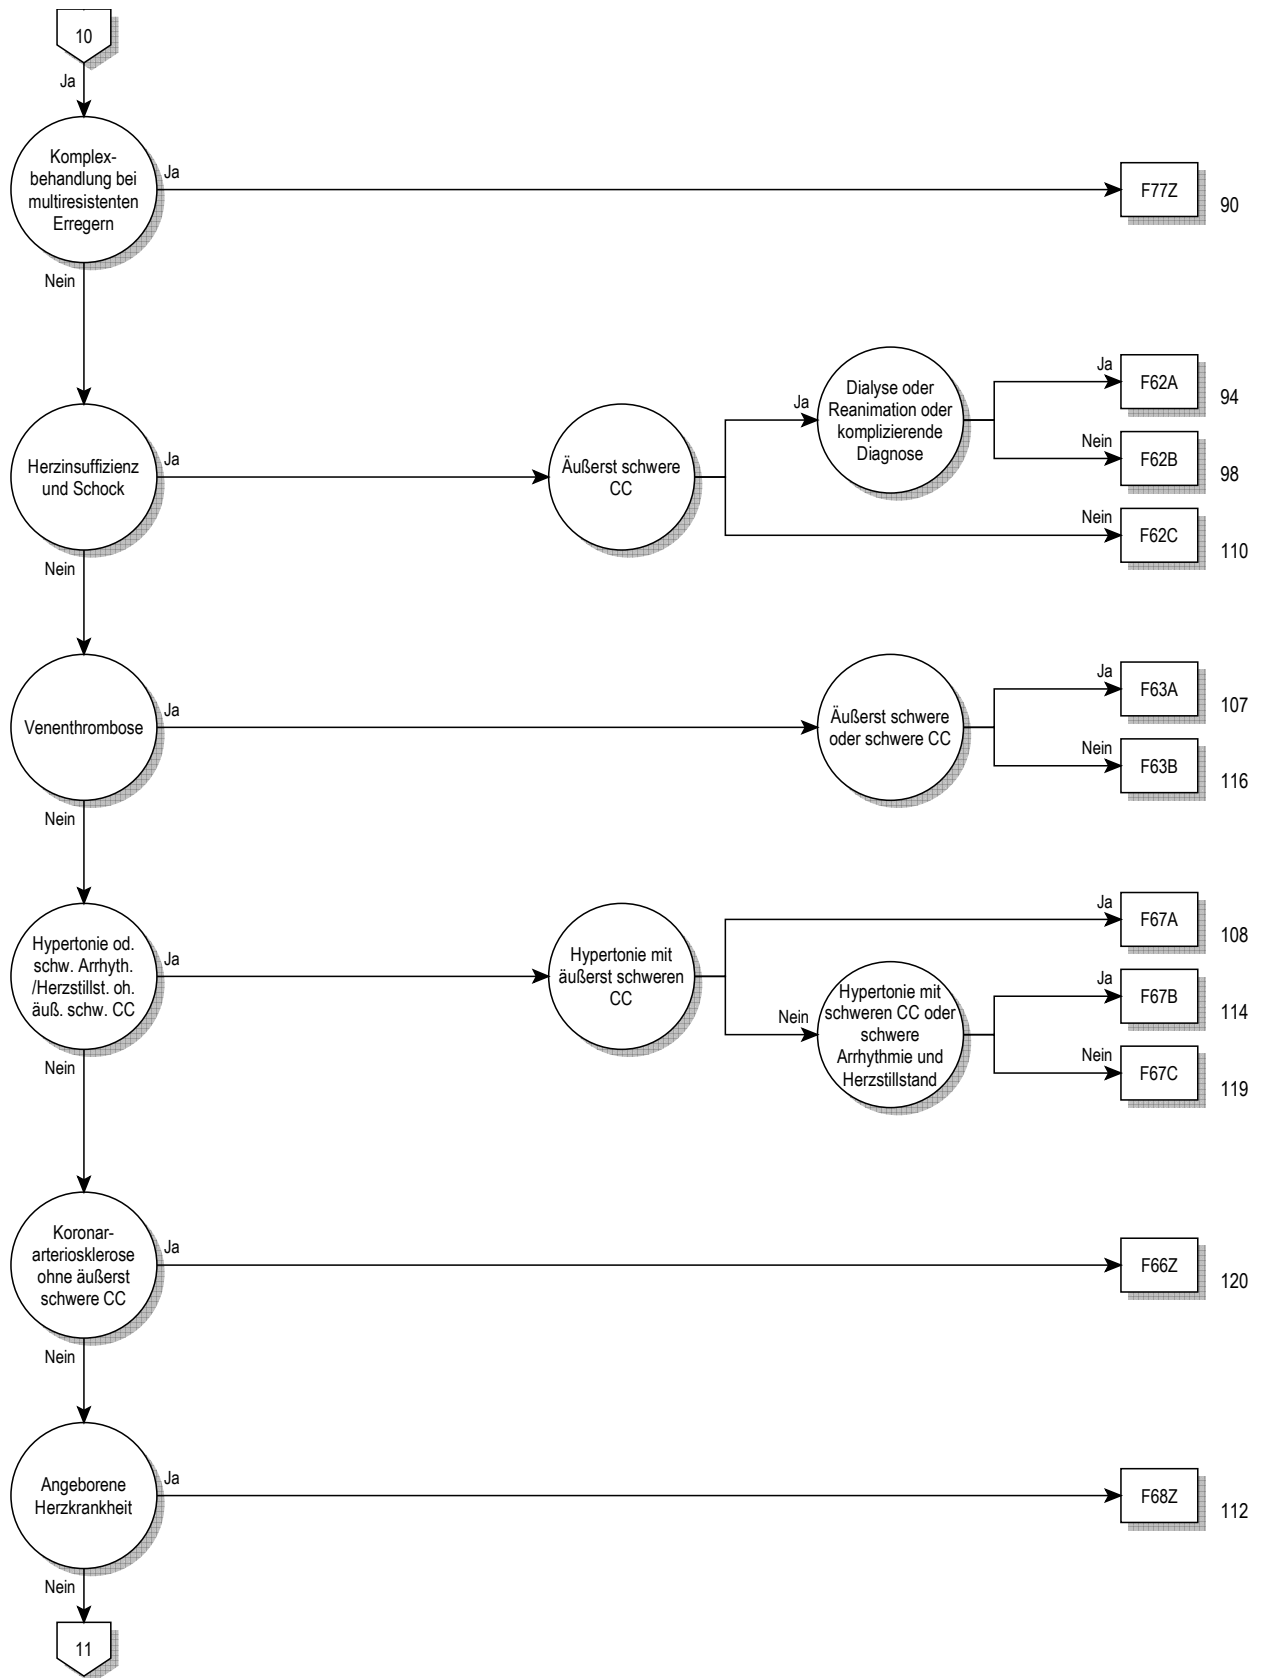 10
Ja
Komplex-
behandlung bei
multiresistenten
Erregern
Ja
F77Z
90
Nein
Herzinsuffizienz
und Schock
Ja
Äußerst schwere
CC
Ja
Dialyse oder
Reanimation oder
komplizierende
Diagnose
Ja
F62A
94
Nein
F62B
98
Nein
F62C
110
Nein
Venenthrombose
Ja
Äußerst schwere
oder schwere CC
Ja
F63A
107
Nein
F63B
116
Nein
Hypertonie od.
schw. Arrhyth.
/Herzstillst. oh.
äuß. schw. CC
Ja
Hypertonie mit
äußerst schweren
CC
Ja
F67A
108
Nein
Hypertonie mit
schweren CC oder
schwere
Arrhythmie und
Herzstillstand
Ja
F67B
114
Nein
F67C
119
Nein
Koronar-
arteriosklerose
ohne äußerst
schwere CC
Ja
F66Z
120
Nein
Angeborene
Herzkrankheit
Ja
F68Z
112
Nein
11